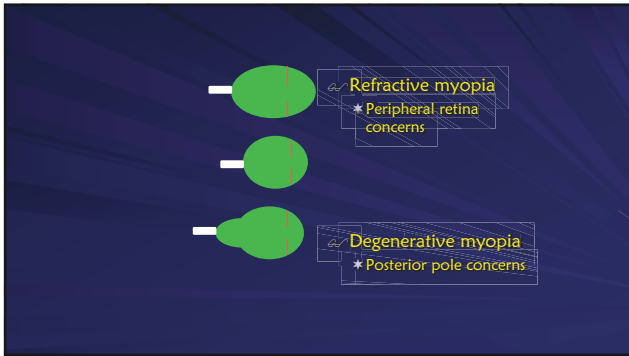 Refractive myopia
Peripheral retina
concerns
Degenerative myopia
Posterior pole concerns